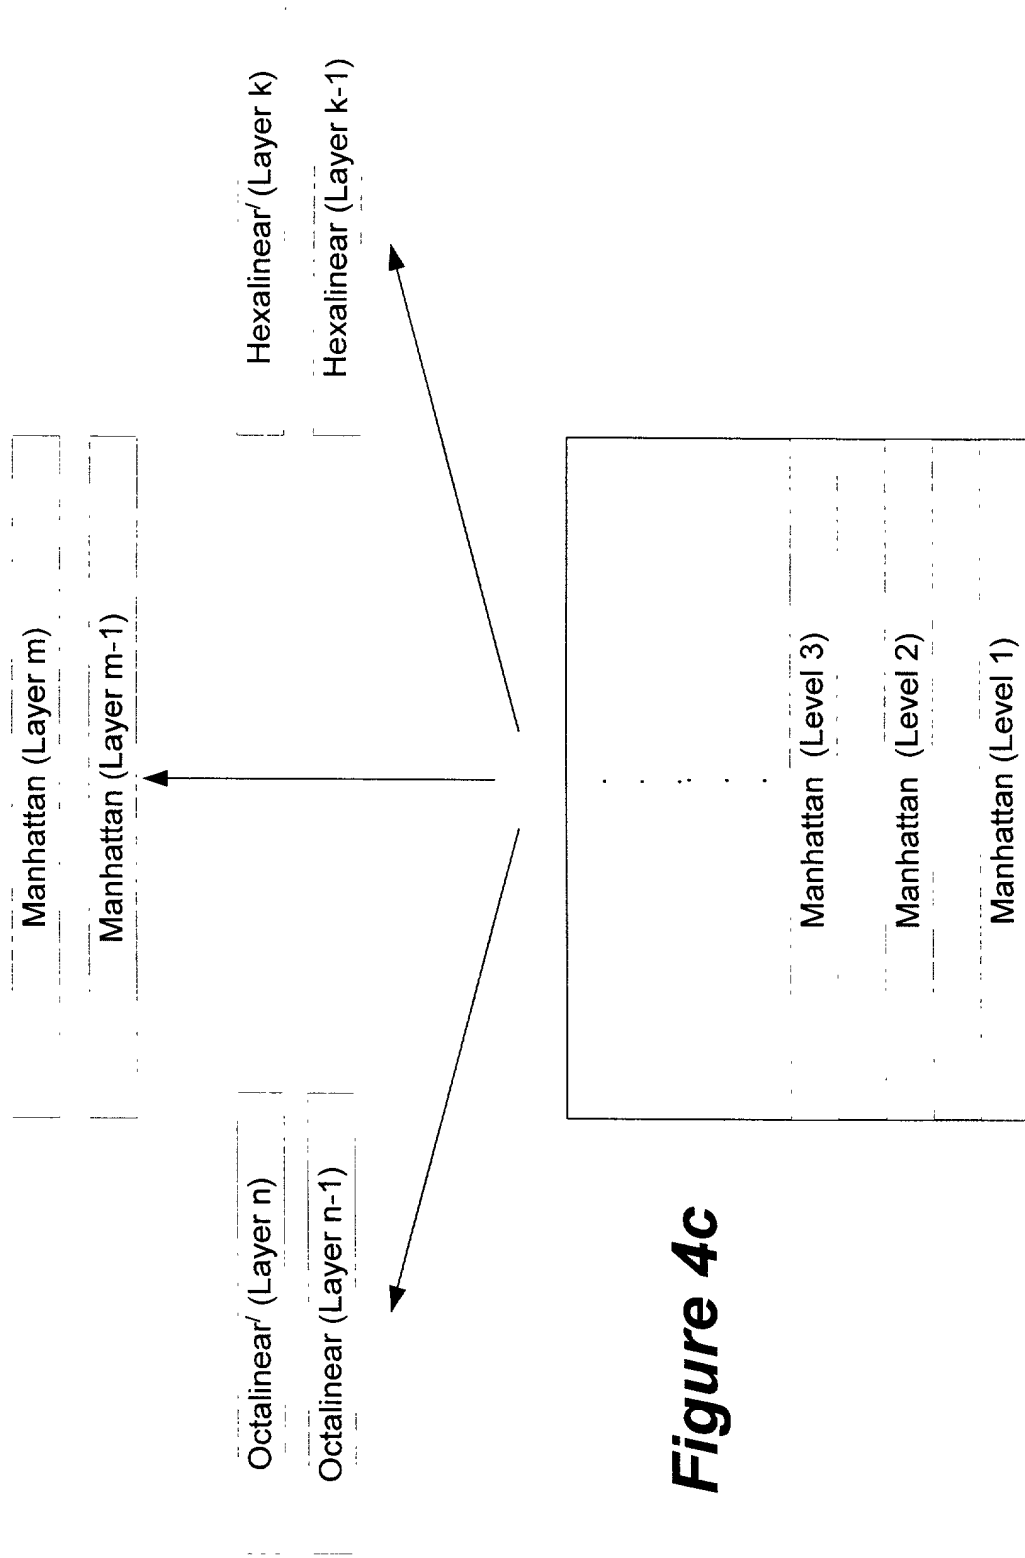 Manhattan (Layer m)
Manhattan (Layer m-1)
Octalinear/ (Layer n)
Octalinear (Layer n-1)
Hexalinear/ (Layer k)
Hexalinear (Layer k-1)
Manhattan (Level 3)
Manhattan (Level 2)
Manhattan (Level 1)
Figure 4c